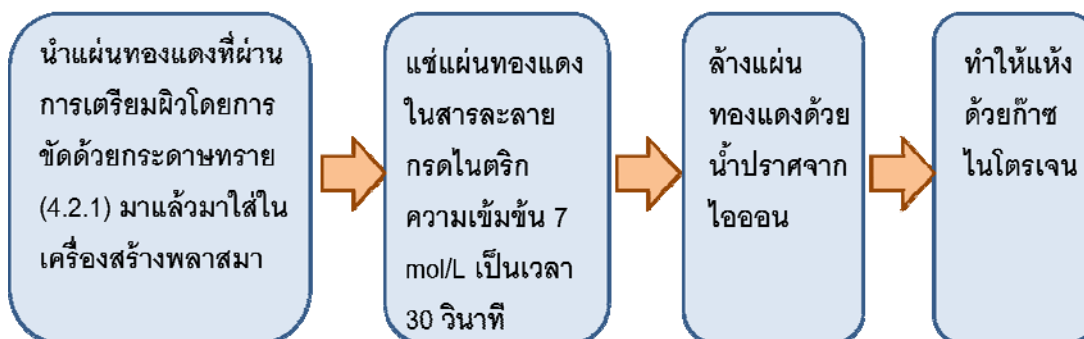 นำแผ่นทองแดงที่ผ่าน
การเตรียมผิวโดยการ
ขัดด้วยกระดาษทราย
(4.2.1) มาแล้วมาใส่ใน
เครื่องสร้างพลาสมา
แช่แผ่นทองแดง
ในสารละลาย
กรดไนตริก
ความเข้มข้น 7
mol/L เป็นเวลา
30 วินาที
ล้างแผ่น
ทองแดงด้วย
น้ำปราศจาก
ไอออน
ทำให้แห้ง
ด้วยก๊าซ
ไนโตรเจน